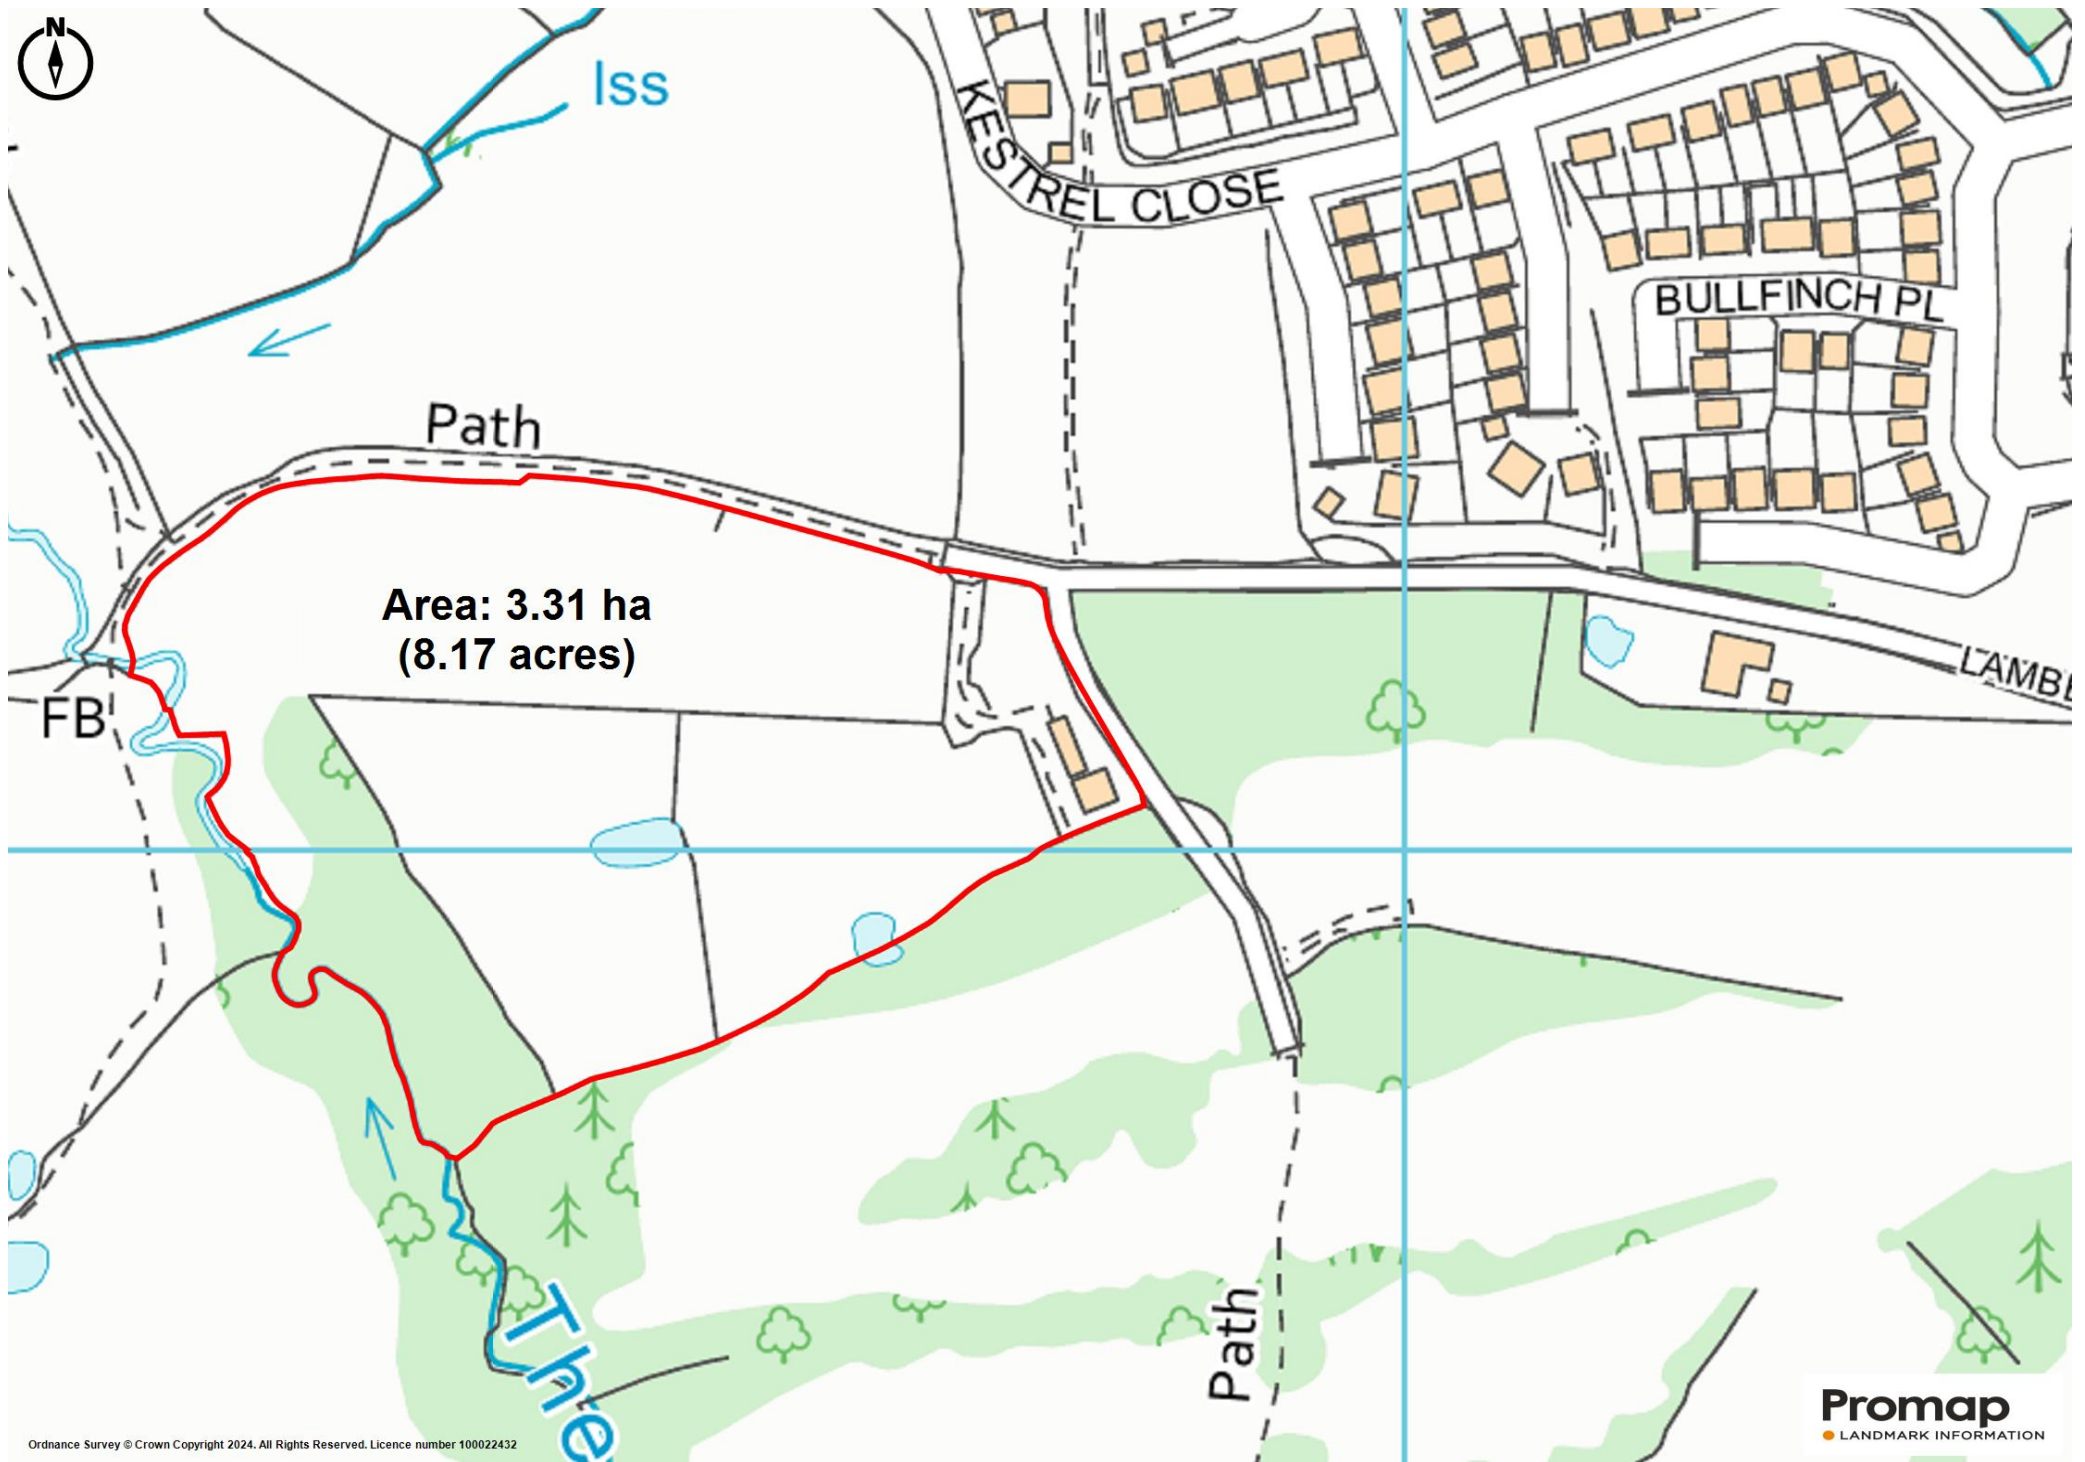 N
Iss
KESTREL CLOSE
BULLFINCH PL
Path
Area: 3.31 ha
(8.17 acres)
LAMBE
FB
Path
The
Promap
LANDMARK INFORMATION
Ordnance Survey © Crown Copyright 2024. All Rights Reserved. Licence number 100022432